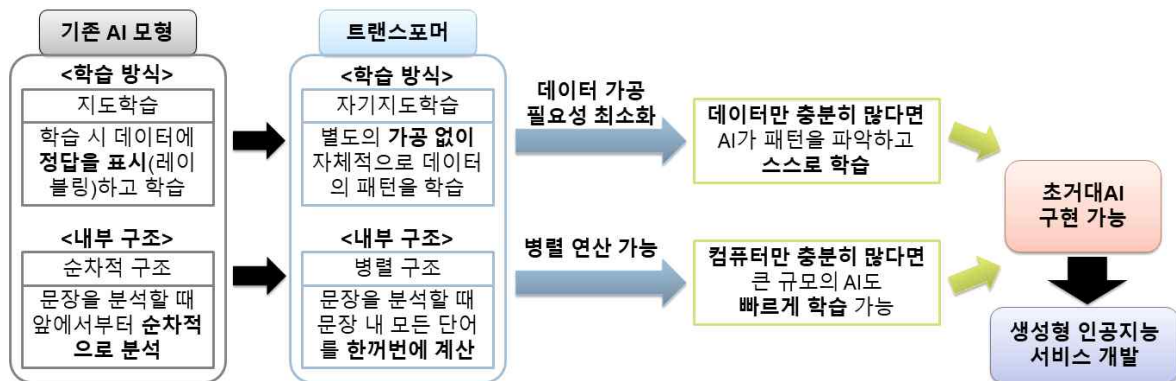 기존 AI 모형
<학습 방식>
지도학습
학습 시 데이터에
정답을 표시(레이
블링)하고 학습
<내부 구조>
순차적 구조
문장을 분석할 때
앞에서부터 순차적
으로 분석
트랜스포머
<학습 방식>
자기지도학습
별도의 가공 없이
자체적으로 데이터
의 패턴을 학습
<내부 구조>
병렬 구조
문장을 분석할 때
문장 내 모든 단어
를 한꺼번에 계산
데이터 가공
필요성 최소화
병렬 연산 가능
데이터만 충분히 많다면
AI가 패턴을 파악하고
스스로 학습
컴퓨터만 충분히 많다면
큰 규모의 AI도
빠르게 학습 가능
초거대AI
구현 가능
생성형 인공지능
서비스 개발